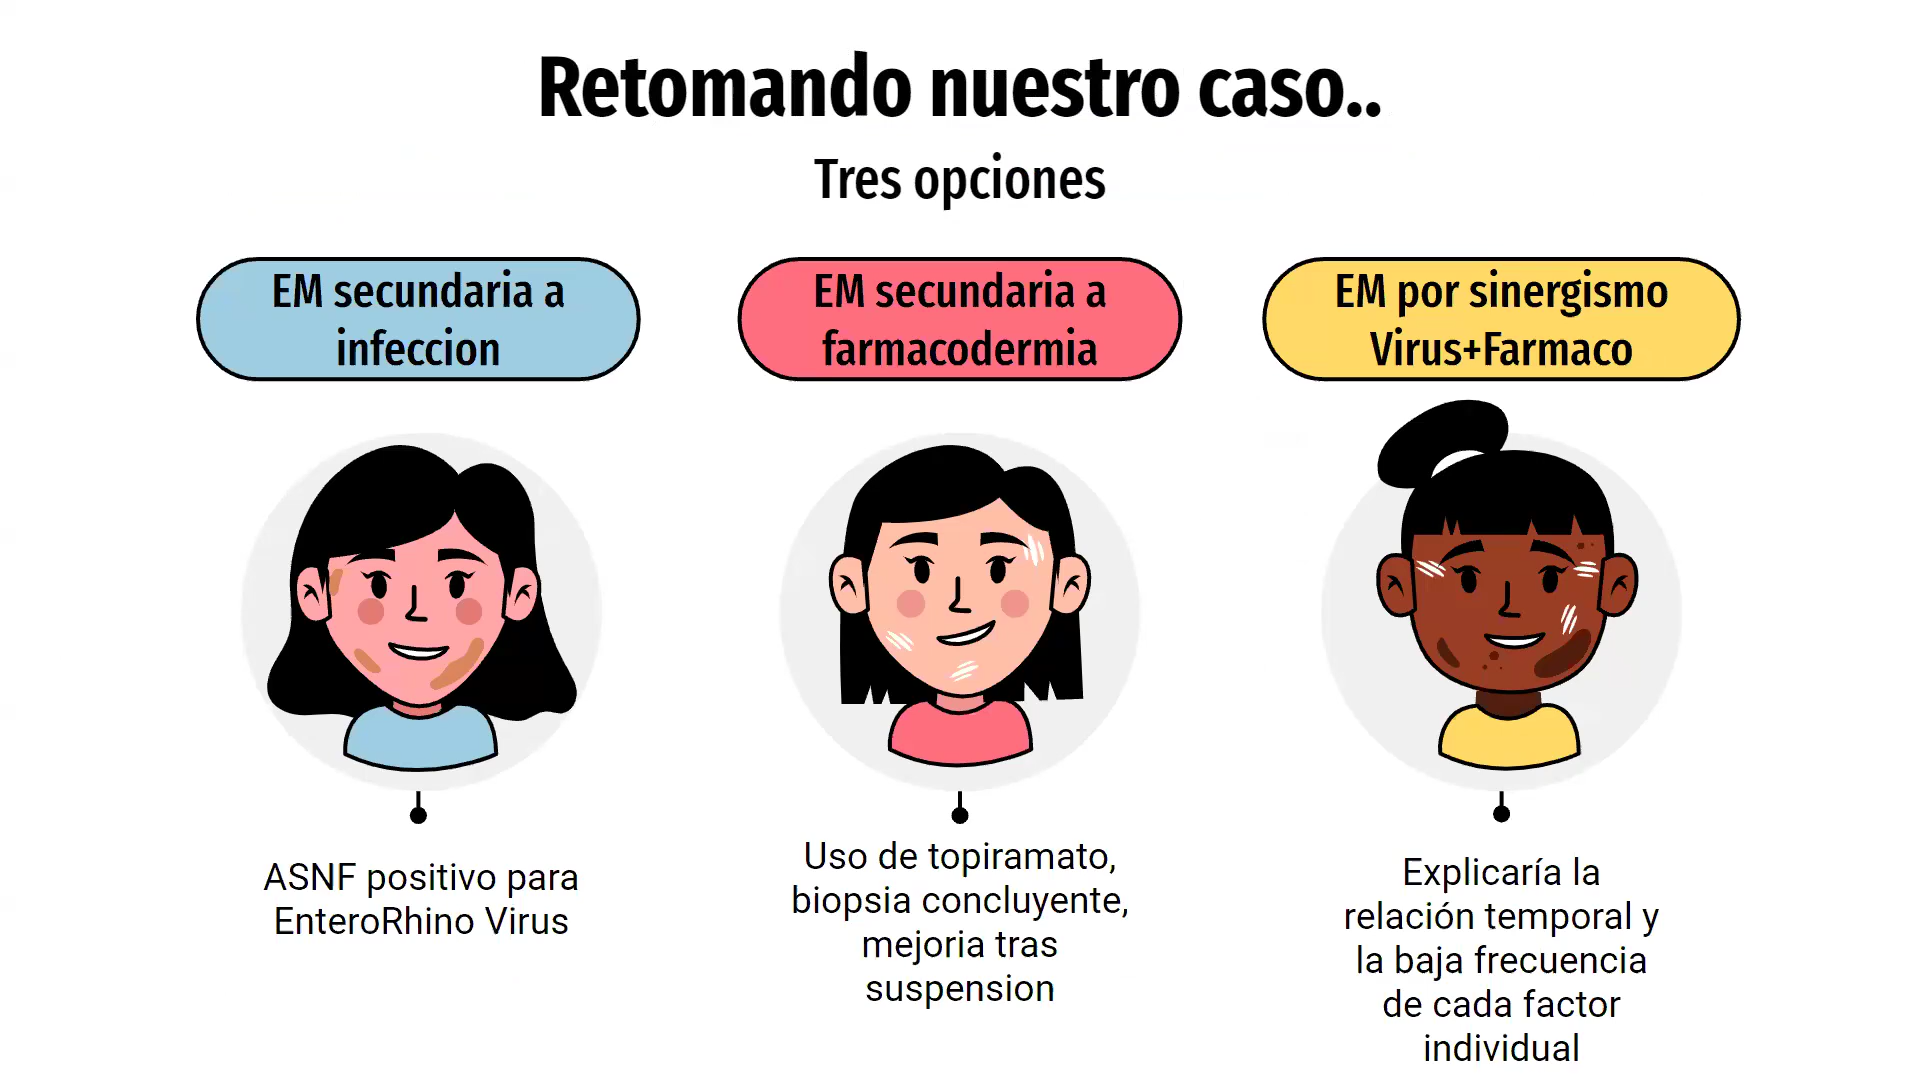 Retomando nuestro caso..
Tres opciones
EM secundaria a
infeccion
EM secundaria a
farmacodermia
EM por sinergismo
Virus+Farmaco
ASNF positivo para
EnteroRhino Virus
Uso de topiramato,
biopsia concluyente,
mejoria tras
suspension
Explicaría la
relación temporal y
la baja frecuencia
de cada factor
individual